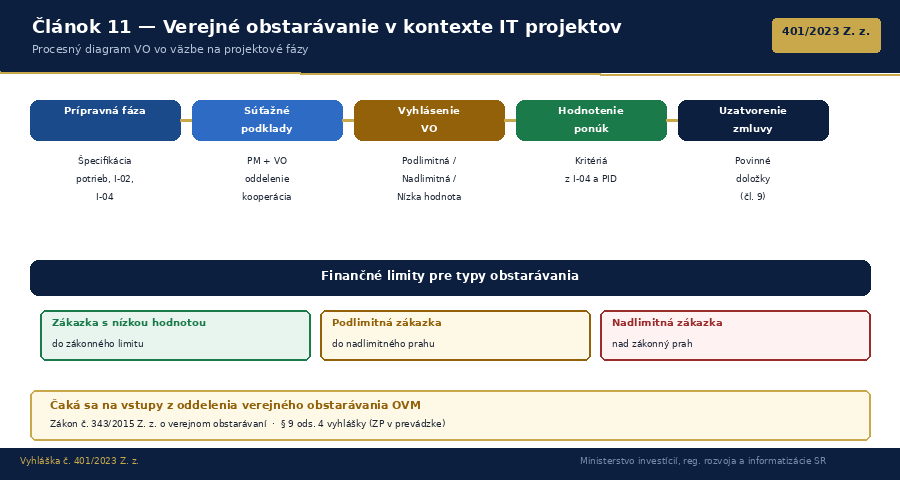 Článok 11 — Verejné obstarávanie v kontexte IT projektov
Procesný diagram VO vo väzbe na projektové fázy
401/2023 Z. z.
Prípravná fáza
Súťažné
podklady
Vyhlásenie
VO
Hodnotenie
ponúk
Uzatvorenie
zmluvy
Špecifikácia
potrieb, I-02,
I-04
PM + VO
oddelenie
kooperácia
Podlimitná /
Nadlimitná /
Nízka hodnota
Kritériá
z I-04 a PID
Povinné
doložky
(čl. 9)
Finančné limity pre typy obstarávania
Zákazka s nízkou hodnotou
do zákonného limitu
Podlimitná zákazka
do nadlimitného prahu
Nadlimitná zákazka
nad zákonný prah
Čaká sa na vstupy z oddelenia verejného obstarávania OVM
Zákon č. 343/2015 Z. z. o verejnom obstarávaní · § 9 ods. 4 vyhlášky (ZP v prevádzke)
Vyhláška č. 401/2023 Z. z.
Ministerstvo investícií, reg. rozvoja a informatizácie SR